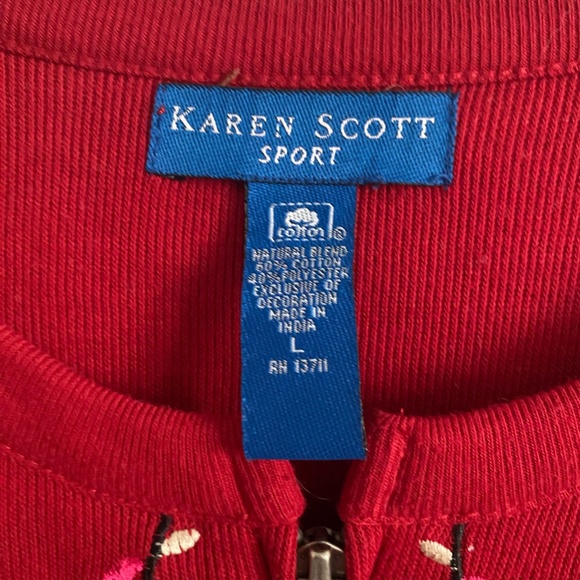 KAREN SCOTT
SPORT
cotton ®
NATURAL BLEND
60% COTTON
40% POLYESTER
EXCLUSIVE OF
DECORATION
MADE IN
INDIA
L
RN 13711